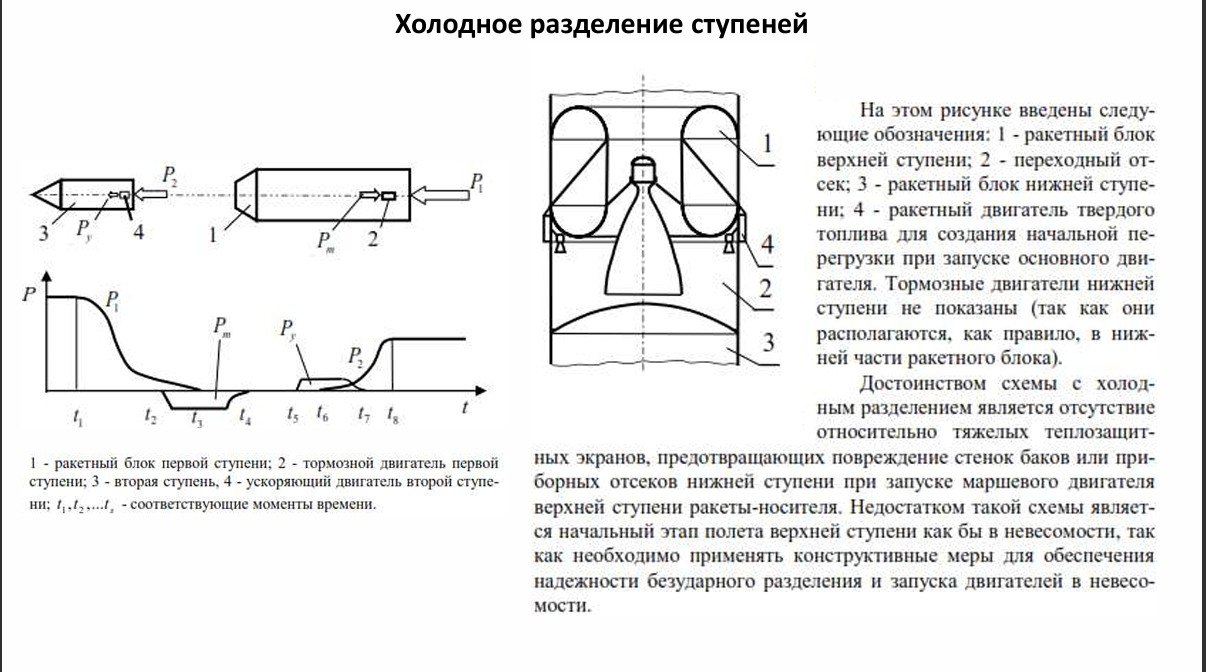 Холодное разделение ступеней
P₂
P₁
3
Pᵧ
4
1
Pₘ
2
P
P₁
Pₘ
Pᵧ
P₂
t₁
t₂
t₃
t₄
t₅
t₆
t₇
t₈
t
1 - ракетный блок первой ступени; 2 - тормозной двигатель первой
ступени; 3 - вторая ступень, 4 - ускоряющий двигатель второй ступе-
ни; t₁,t₂,...tₛ - соответствующие моменты времени.
1
4
2
3
На этом рисунке введены следу-
ющие обозначения: 1 - ракетный блок
верхней ступени; 2 - переходный от-
сек; 3 - ракетный блок нижней ступе-
ни; 4 - ракетный двигатель твердого
топлива для создания начальной пе-
регрузки при запуске основного дви-
гателя. Тормозные двигатели нижней
ступени не показаны (так как они
располагаются, как правило, в ниж-
ней части ракетного блока).
Достоинством схемы с холод-
ным разделением является отсутствие
относительно тяжелых теплозащит-
ных экранов, предотвращающих повреждение стенок баков или при-
борных отсеков нижней ступени при запуске маршевого двигателя
верхней ступени ракеты-носителя. Недостатком такой схемы являет-
ся начальный этап полета верхней ступени как бы в невесомости, так
как необходимо применять конструктивные меры для обеспечения
надежности безударного разделения и запуска двигателей в невесо-
мости.